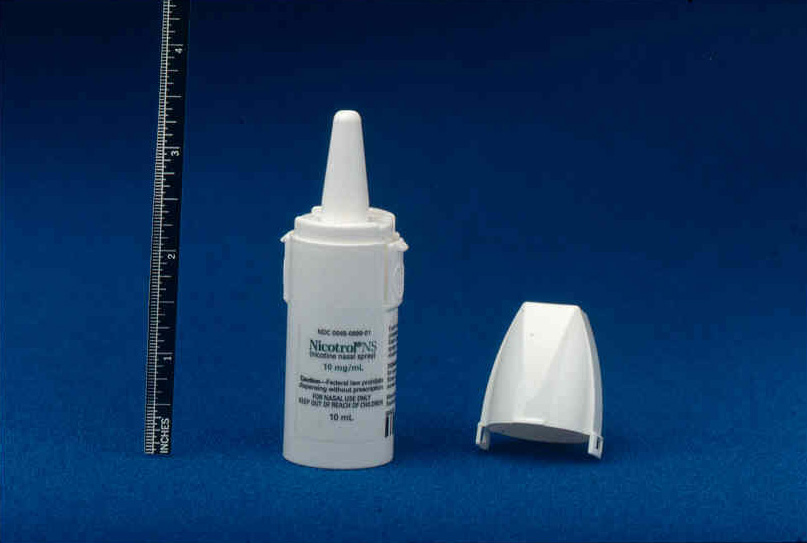 4
3
2
1
INCHES
Nicotrol® NS
(nicotine nasal spray)
10 mg/mL
Caution—Federal law prohibits
dispensing without prescription.
FOR NASAL USE ONLY
KEEP OUT OF REACH OF CHILDREN
10 mL